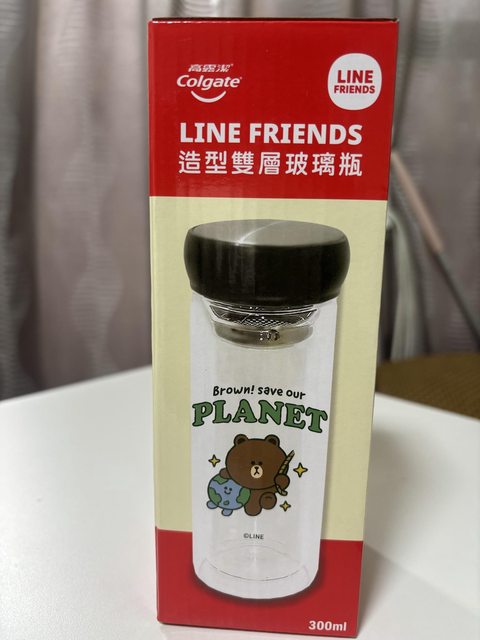 高露潔®
Colgate®
LINE
FRIENDS
LINE FRIENDS
造型雙層玻璃瓶
Brown! save our
PLANET
©LINE
300ml